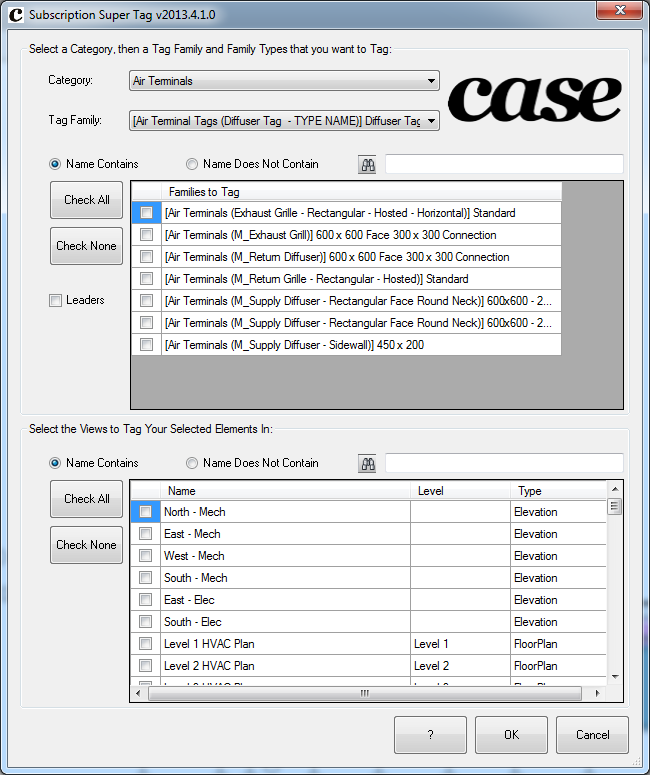 c Subscription Super Tag v2013.4.1.0
Select a Category, then a Tag Family and Family Types that you want to Tag:
Category: Air Terminals
case
Tag Family: [Air Terminal Tags (Diffuser Tag - TYPE NAME)] Diffuser Tag
Name Contains Name Does Not Contain
Check All
Check None
Leaders
Families to Tag
[Air Terminals (Exhaust Grille - Rectangular - Hosted - Horizontal)] Standard
[Air Terminals (M_Exhaust Grill)] 600 x 600 Face 300 x 300 Connection
[Air Terminals (M_Return Diffuser)] 600 x 600 Face 300 x 300 Connection
[Air Terminals (M_Return Grille - Rectangular - Hosted)] Standard
[Air Terminals (M_Supply Diffuser - Rectangular Face Round Neck)] 600x600 - 2...
[Air Terminals (M_Supply Diffuser - Rectangular Face Round Neck)] 600x600 - 2...
[Air Terminals (M_Supply Diffuser - Sidewall)] 450 x 200
Select the Views to Tag Your Selected Elements In:
Name Contains Name Does Not Contain
Check All
Check None
Name Level Type
North - Mech Elevation
East - Mech Elevation
West - Mech Elevation
South - Mech Elevation
East - Elec Elevation
South - Elec Elevation
Level 1 HVAC Plan Level 1 FloorPlan
Level 2 HVAC Plan Level 2 FloorPlan
? OK Cancel